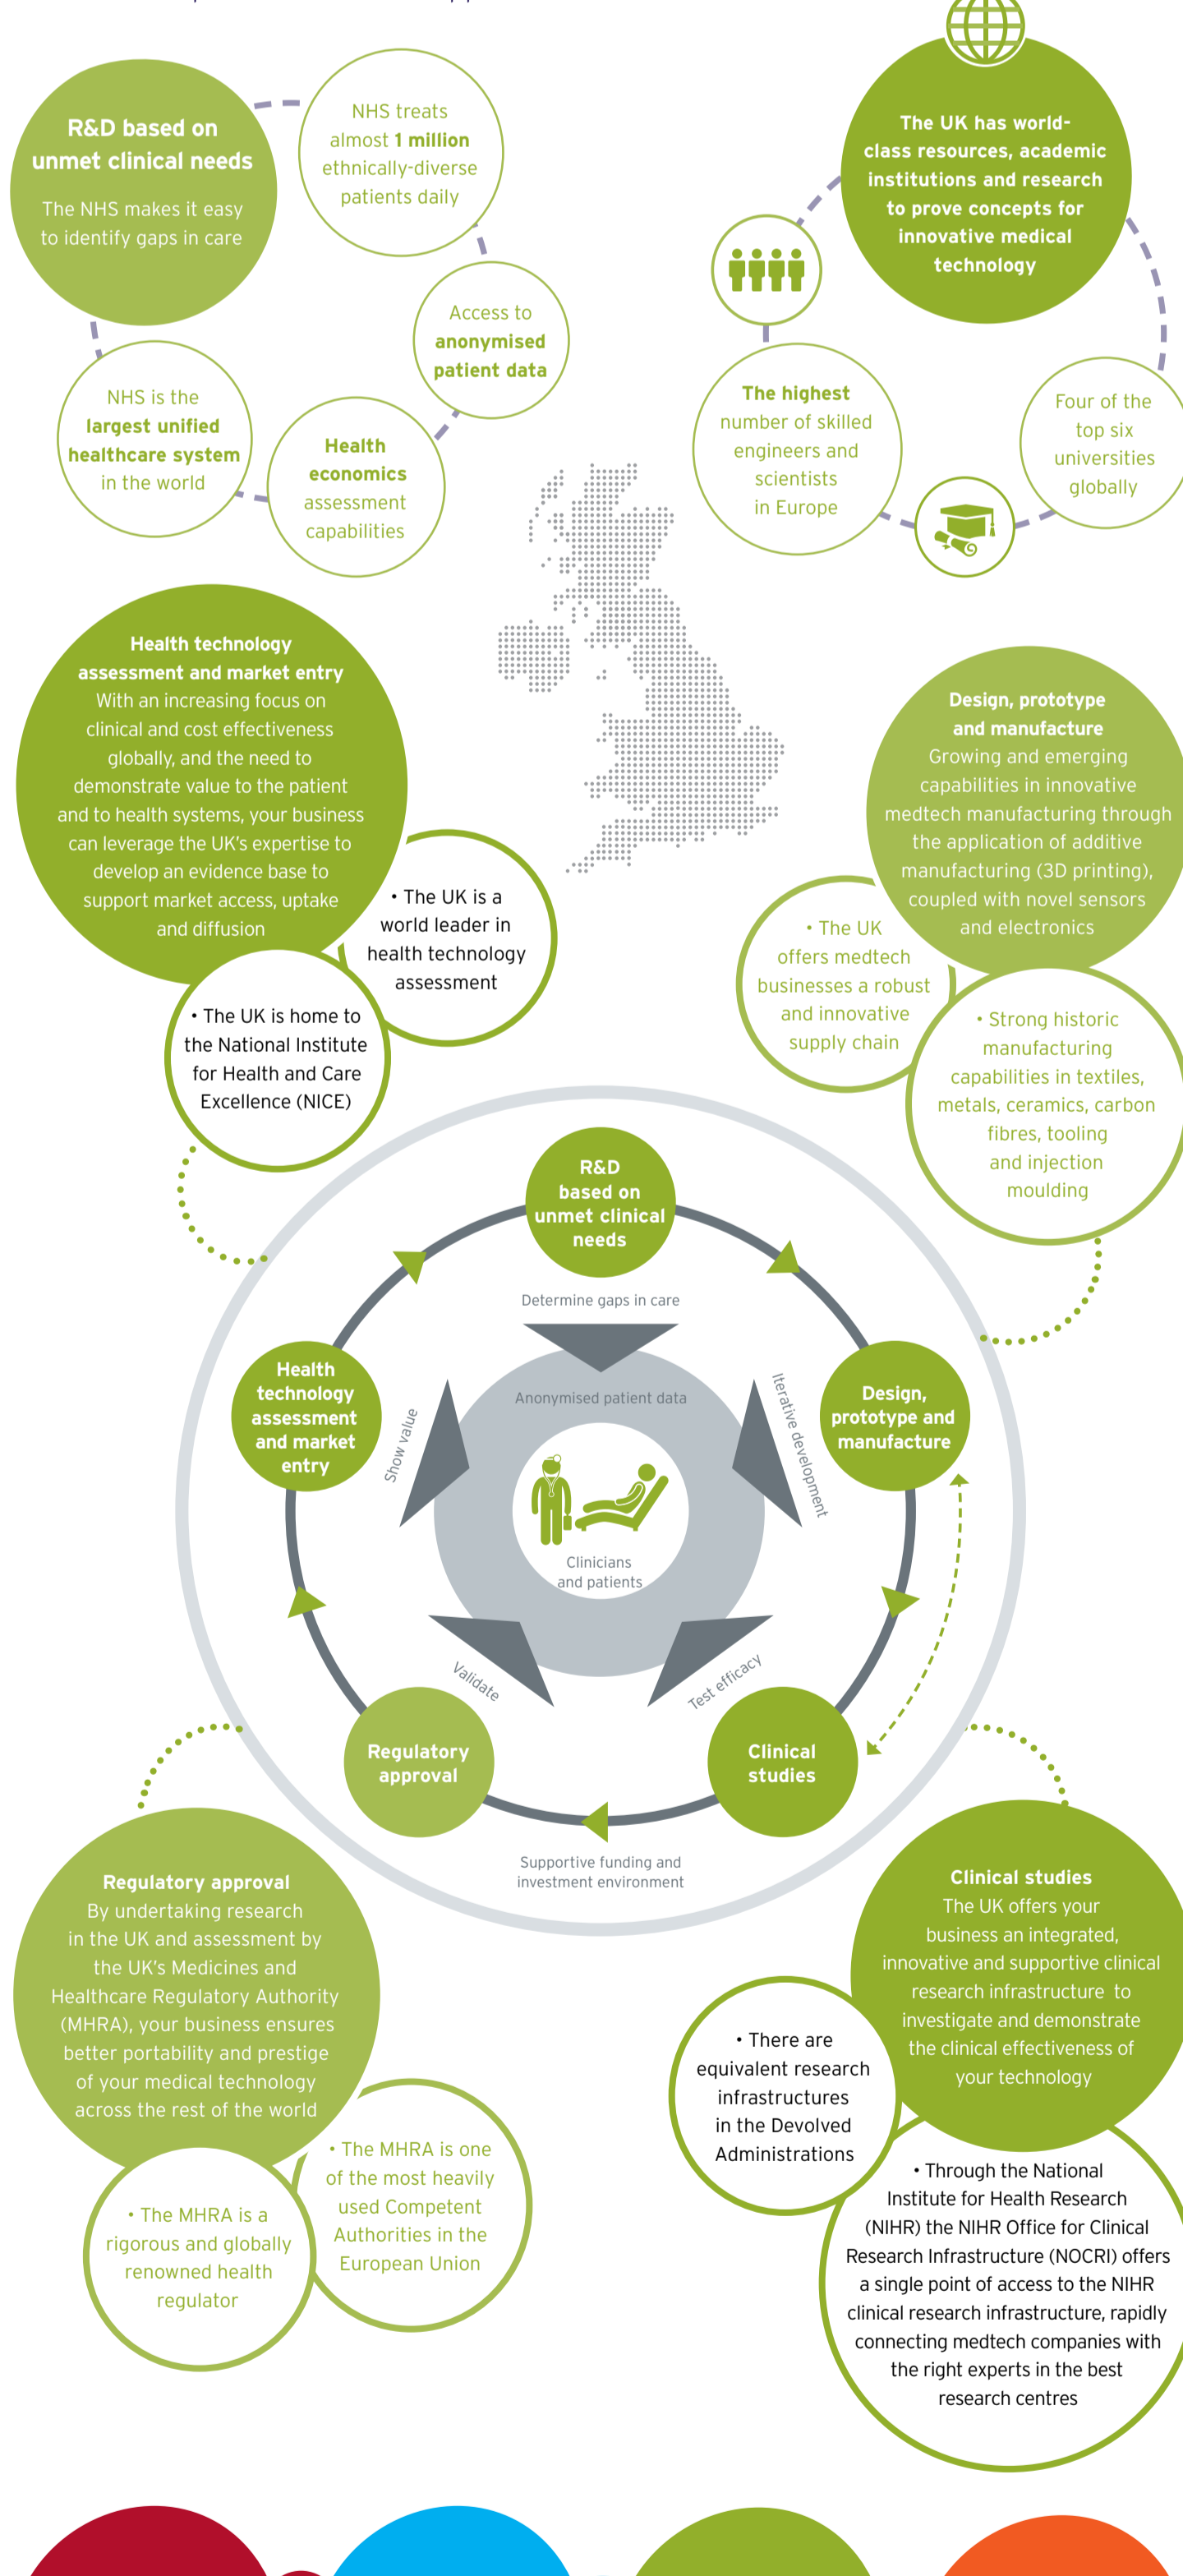 R&D based on
unmet clinical needs
The NHS makes it easy
to identify gaps in care
NHS treats
almost 1 million
ethnically-diverse
patients daily
Access to
anonymised
patient data
Health
economics
assessment
capabilities
NHS is the
largest unified
healthcare system
in the world
The UK has world-
class resources, academic
institutions and research
to prove concepts for
innovative medical
technology
The highest
number of skilled
engineers and
scientists
in Europe
Four of the
top six
universities
globally
Health technology
assessment and market entry
With an increasing focus on
clinical and cost effectiveness
globally, and the need to
demonstrate value to the patient
and to health systems, your business
can leverage the UK's expertise to
develop an evidence base to
support market access, uptake
and diffusion
• The UK is a
world leader in
health technology
assessment
• The UK is home to
the National Institute
for Health and Care
Excellence (NICE)
Design, prototype
and manufacture
Growing and emerging
capabilities in innovative
medtech manufacturing through
the application of additive
manufacturing (3D printing),
coupled with novel sensors
and electronics
• The UK
offers medtech
businesses a robust
and innovative
supply chain
• Strong historic
manufacturing
capabilities in textiles,
metals, ceramics, carbon
fibres, tooling
and injection
moulding
R&D
based on
unmet clinical
needs
Determine gaps in care
Health
technology
assessment
and market
entry
Show value
Anonymised patient data
Iterative development
Design,
prototype and
manufacture
Clinicians
and patients
Validate
Test efficacy
Regulatory
approval
Clinical
studies
Supportive funding and
investment environment
Regulatory approval
By undertaking research
in the UK and assessment by
the UK's Medicines and
Healthcare Regulatory Authority
(MHRA), your business ensures
better portability and prestige
of your medical technology
across the rest of the world
• The MHRA is one
of the most heavily
used Competent
Authorities in the
European Union
• The MHRA is a
rigorous and globally
renowned health
regulator
Clinical studies
The UK offers your
business an integrated,
innovative and supportive clinical
research infrastructure to
investigate and demonstrate
the clinical effectiveness of
your technology
• There are
equivalent research
infrastructures
in the Devolved
Administrations
• Through the National
Institute for Health Research
(NIHR) the NIHR Office for Clinical
Research Infrastructure (NOCRI) offers
a single point of access to the NIHR
clinical research infrastructure, rapidly
connecting medtech companies with
the right experts in the best
research centres